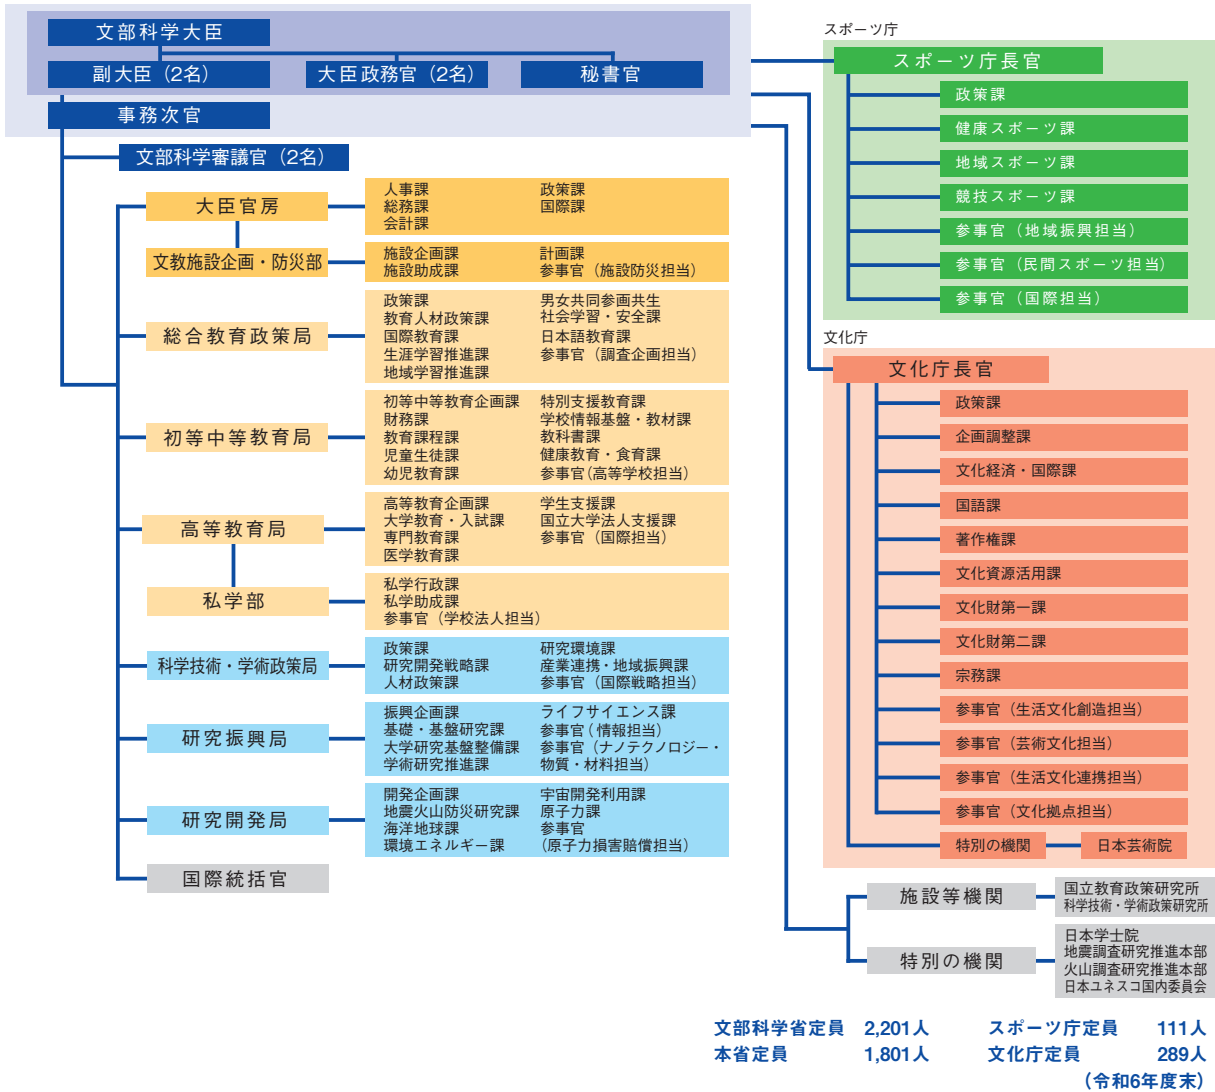 文部科学大臣
副大臣（2名）
大臣政務官（2名）
秘書官
事務次官
文部科学審議官（2名）
大臣官房
人事課
総務課
会計課
政策課
国際課
文教施設企画・防災部
施設企画課
施設助成課
計画課
参事官（施設防災担当）
総合教育政策局
政策課
教育人材政策課
国際教育課
生涯学習推進課
地域学習推進課
男女共同参画共生
社会学習・安全課
日本語教育課
参事官（調査企画担当）
初等中等教育局
初等中等教育企画課
財務課
教育課程課
児童生徒課
幼児教育課
特別支援教育課
学校情報基盤・教材課
教科書課
健康教育・食育課
参事官（高等学校担当）
高等教育局
高等教育企画課
大学教育・入試課
専門教育課
医学教育課
学生支援課
国立大学法人支援課
参事官（国際担当）
私学部
私学行政課
私学助成課
参事官（学校法人担当）
科学技術・学術政策局
政策課
研究開発戦略課
人材政策課
研究環境課
産業連携・地域振興課
参事官（国際戦略担当）
研究振興局
振興企画課
基礎・基盤研究課
大学研究基盤整備課
学術研究推進課
ライフサイエンス課
参事官（情報担当）
参事官（ナノテクノロジー・
物質・材料担当）
研究開発局
開発企画課
地震火山防災研究課
海洋地球課
環境エネルギー課
宇宙開発利用課
原子力課
参事官
（原子力損害賠償担当）
国際統括官
スポーツ庁
スポーツ庁長官
政策課
健康スポーツ課
地域スポーツ課
競技スポーツ課
参事官（地域振興担当）
参事官（民間スポーツ担当）
参事官（国際担当）
文化庁
文化庁長官
政策課
企画調整課
文化経済・国際課
国語課
著作権課
文化資源活用課
文化財第一課
文化財第二課
宗務課
参事官（生活文化創造担当）
参事官（芸術文化担当）
参事官（生活文化連携担当）
参事官（文化拠点担当）
特別の機関
日本芸術院
施設等機関
国立教育政策研究所
科学技術・学術政策研究所
特別の機関
日本学士院
地震調査研究推進本部
火山調査研究推進本部
日本ユネスコ国内委員会
文部科学省定員 2,201人
スポーツ庁定員 111人
本省定員 1,801人
文化庁定員 289人
（令和6年度末）